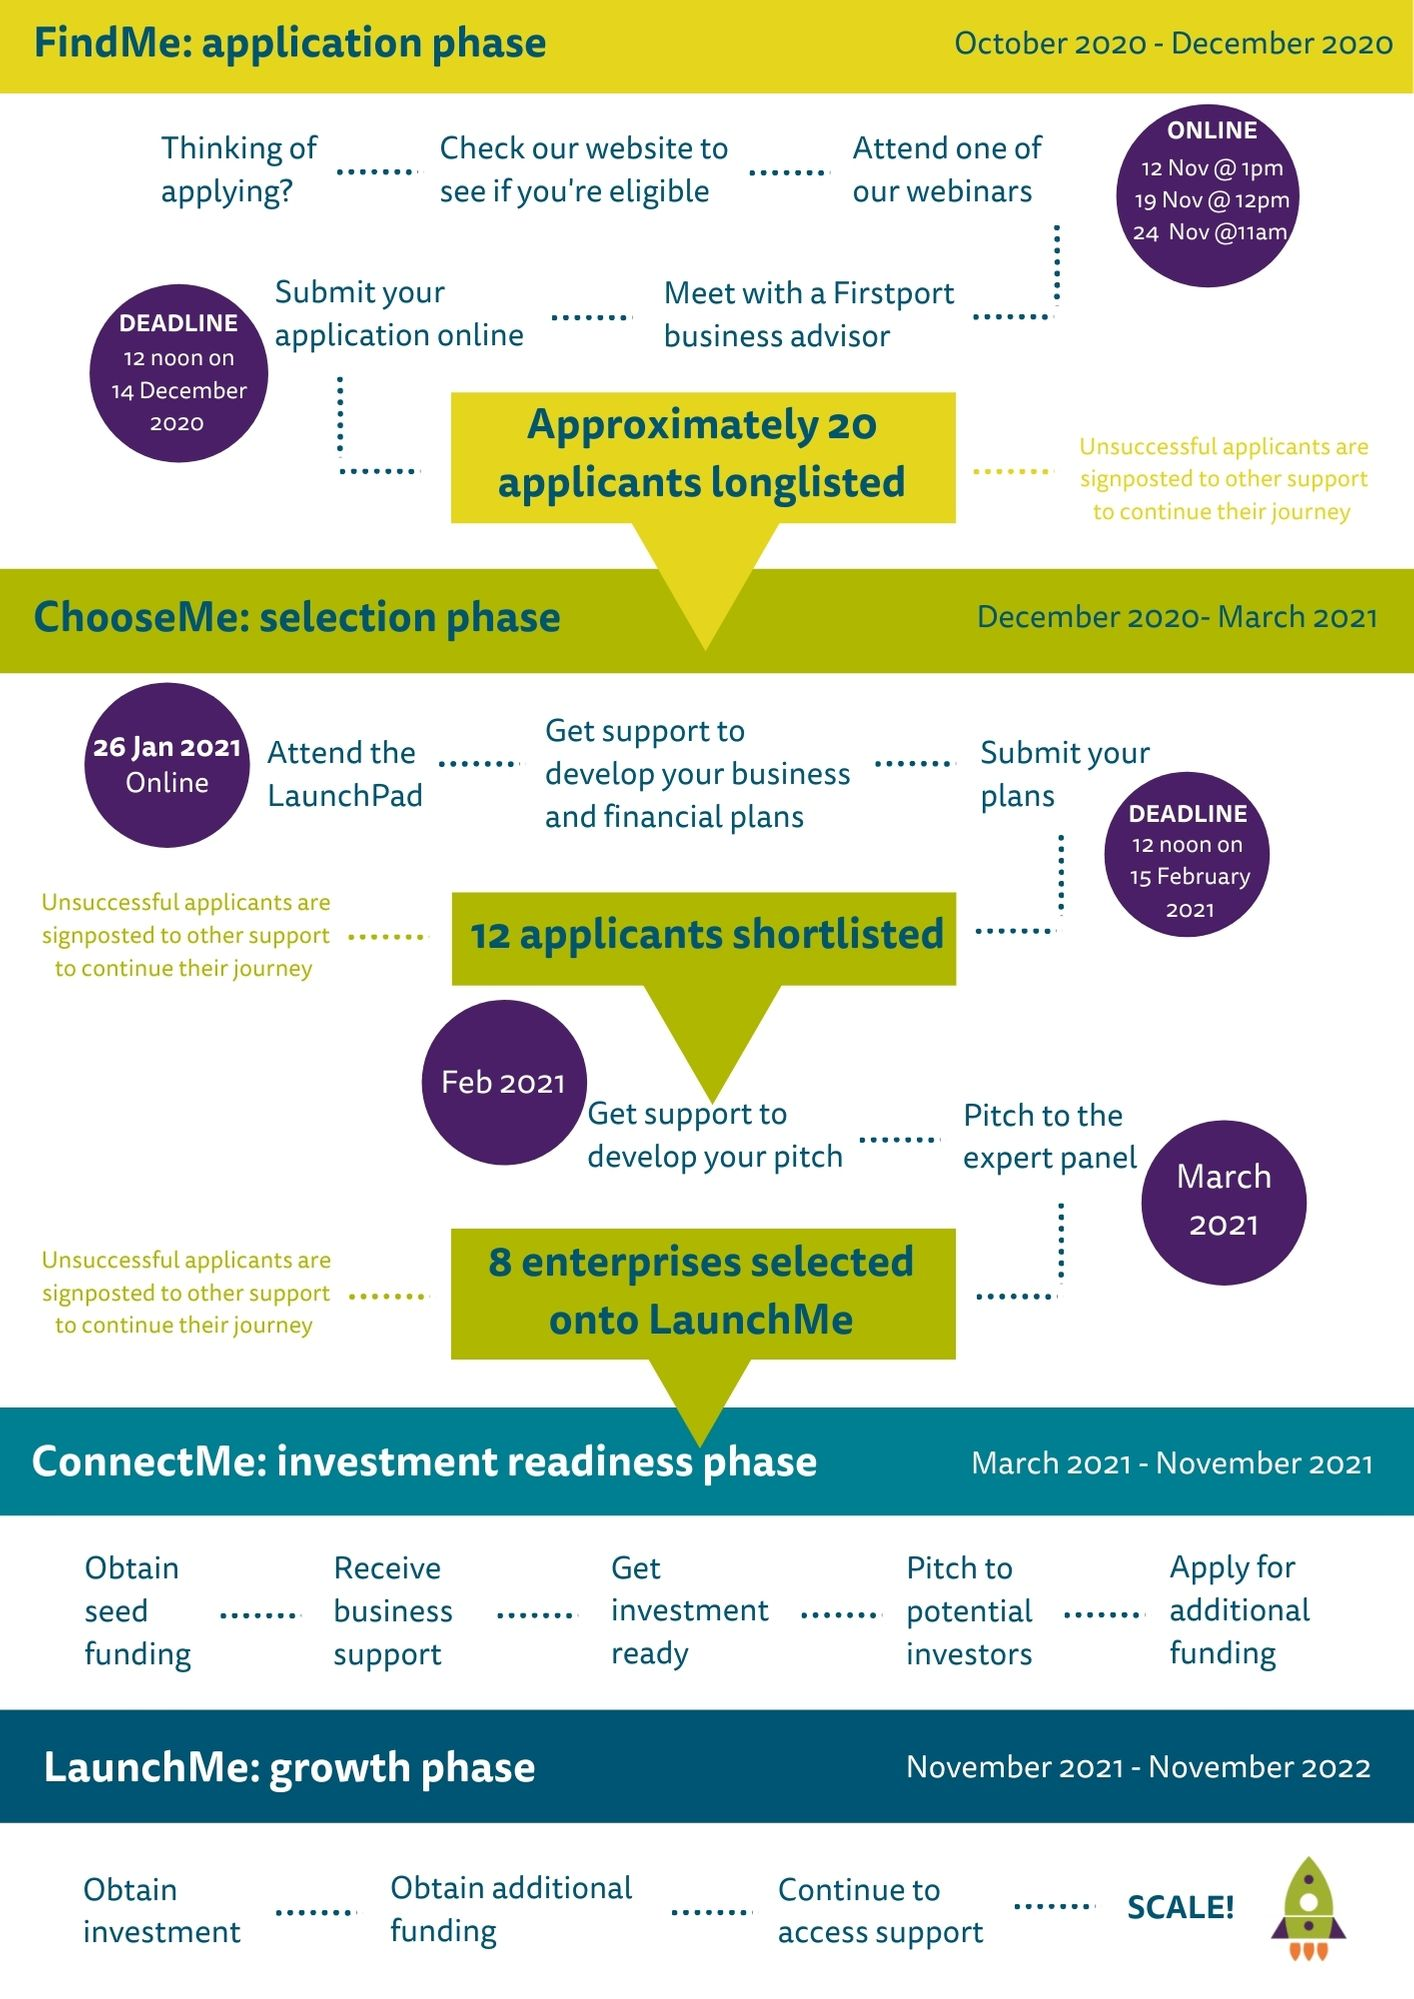 FindMe: application phase
October 2020 - December 2020
Thinking of
applying?
Check our website to
see if you're eligible
Attend one of
our webinars
ONLINE
12 Nov @ 1pm
19 Nov @ 12pm
24 Nov @11am
Meet with a Firstport
business advisor
Submit your
application online
DEADLINE
12 noon on
14 December
2020
Approximately 20
applicants longlisted
Unsuccessful applicants are
signposted to other support
to continue their journey
ChooseMe: selection phase
December 2020- March 2021
26 Jan 2021
Online
Attend the
LaunchPad
Get support to
develop your business
and financial plans
Submit your
plans
DEADLINE
12 noon on
15 February
2021
12 applicants shortlisted
Unsuccessful applicants are
signposted to other support
to continue their journey
Feb 2021
Get support to
develop your pitch
Pitch to the
expert panel
March
2021
8 enterprises selected
onto LaunchMe
Unsuccessful applicants are
signposted to other support
to continue their journey
ConnectMe: investment readiness phase
March 2021 - November 2021
Obtain
seed
funding
Receive
business
support
Get
investment
ready
Pitch to
potential
investors
Apply for
additional
funding
LaunchMe: growth phase
November 2021 - November 2022
Obtain
investment
Obtain additional
funding
Continue to
access support
SCALE!